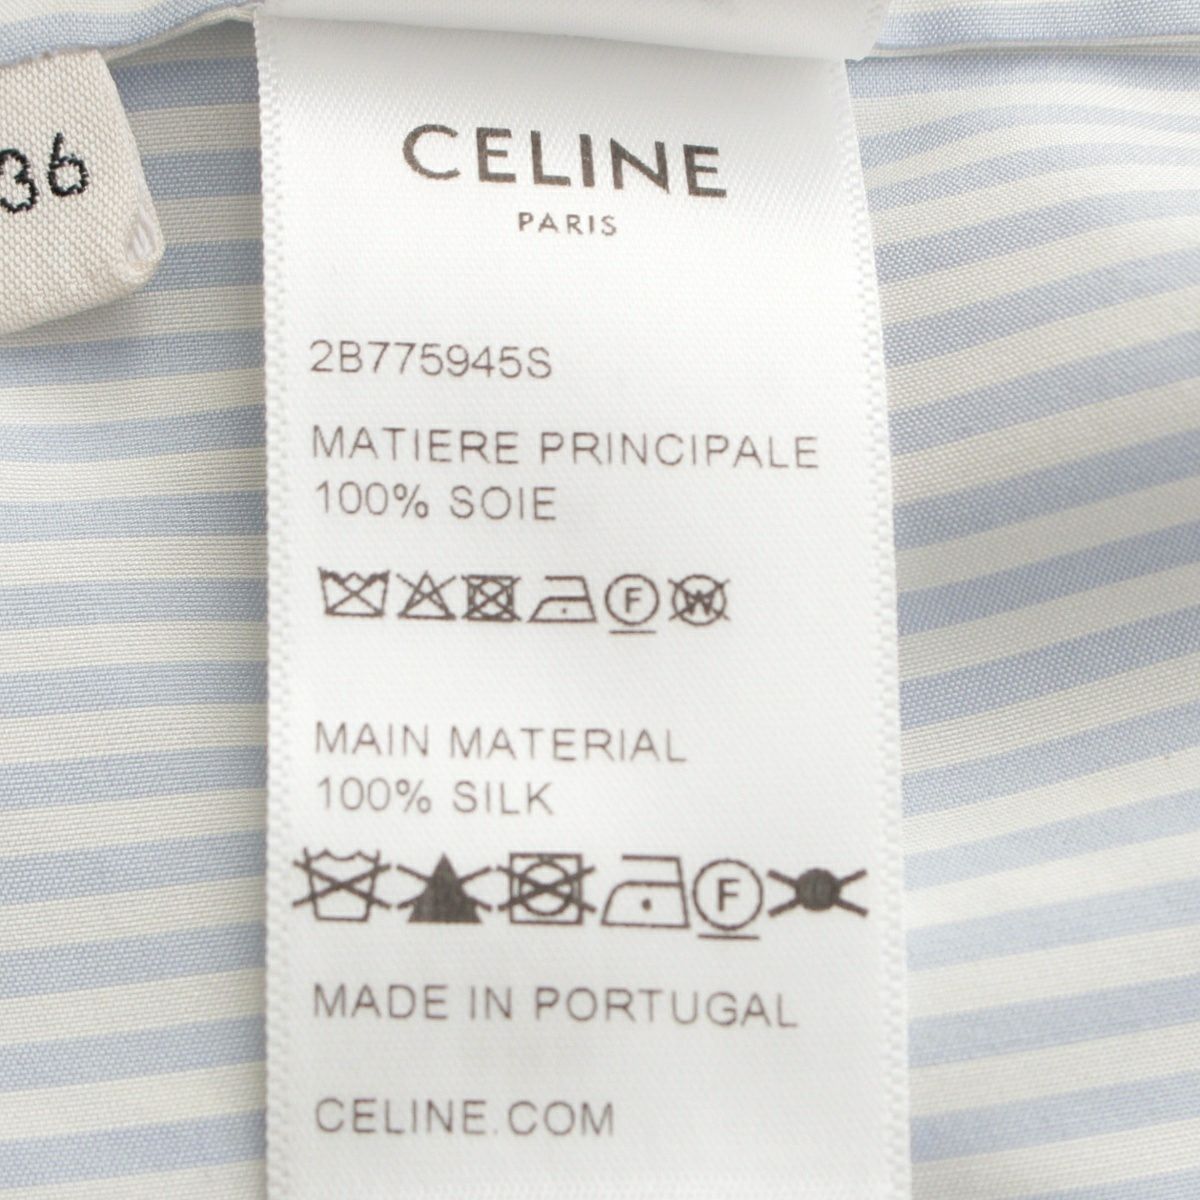 36
CELINE
PARIS
2B775945S
MATIERE PRINCIPALE
100% SOIE
F W
MAIN MATERIAL
100% SILK
F
MADE IN PORTUGAL
CELINE.COM